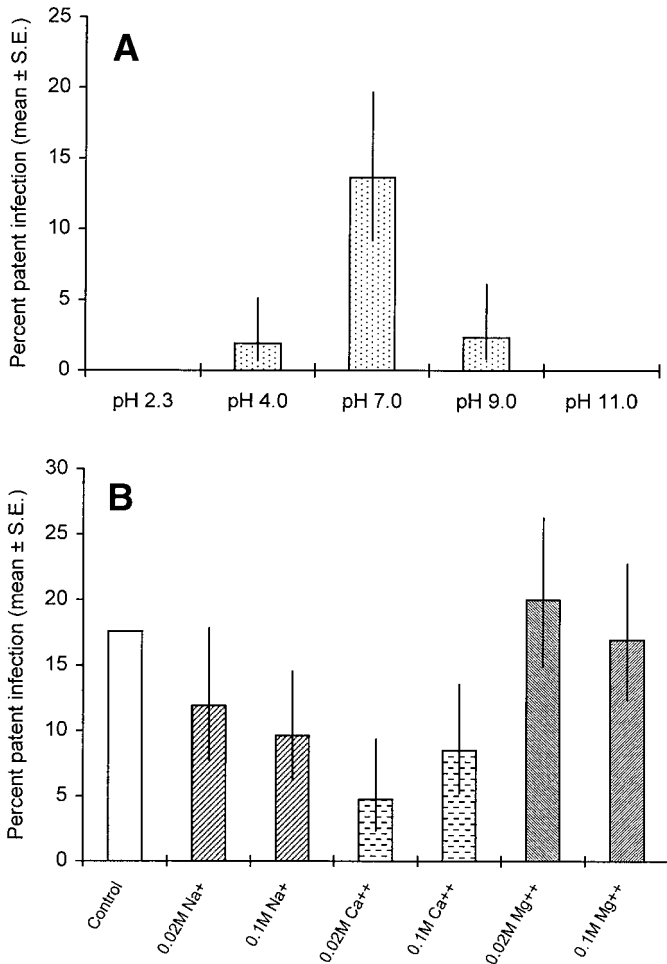 A
Percent patent infection (mean ± S.E.)
25
20
15
10
5
0
pH 2.3 pH 4.0 pH 7.0 pH 9.0 pH 11.0
B
Percent patent infection (mean ± S.E.)
30
25
20
15
10
5
0
Control
0.02M Na+
0.1M Na+
0.02M Ca++
0.1M Ca++
0.02M Mg++
0.1M Mg++